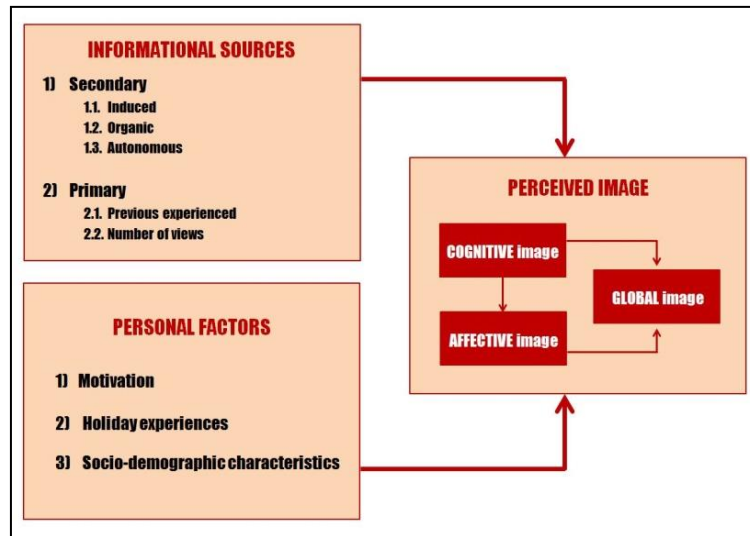 INFORMATIONAL SOURCES
1) Secondary
1.1. Induced
1.2. Organic
1.3. Autonomous
2) Primary
2.1. Previous experienced
2.2. Number of views
PERSONAL FACTORS
1) Motivation
2) Holiday experiences
3) Socio-demographic characteristics
PERCEIVED IMAGE
COGNITIVE image
GLOBAL image
AFFECTIVE image